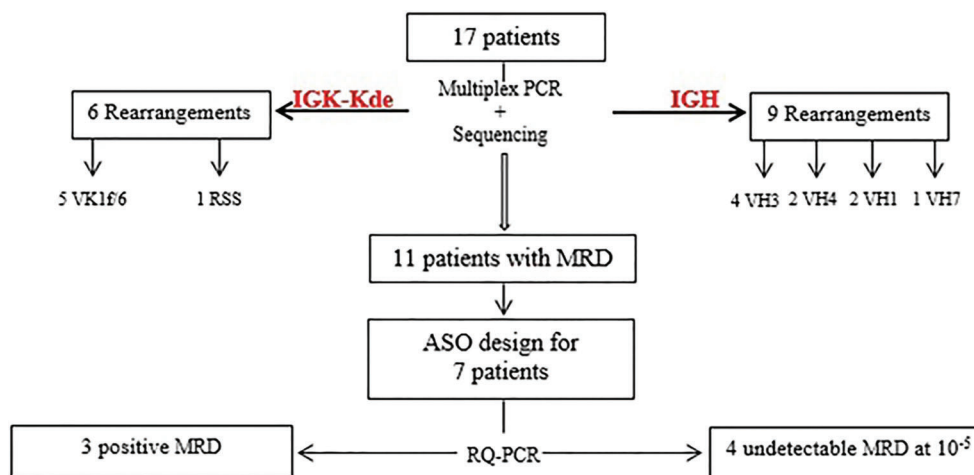 17 patients
IGK-Kde
Multiplex PCR
+
Sequencing
IGH
6 Rearrangements
9 Rearrangements
5 VK1f/6
1 RSS
4 VH3
2 VH4
2 VH1
1 VH7
11 patients with MRD
ASO design for
7 patients
3 positive MRD
RQ-PCR
4 undetectable MRD at 10⁻⁵